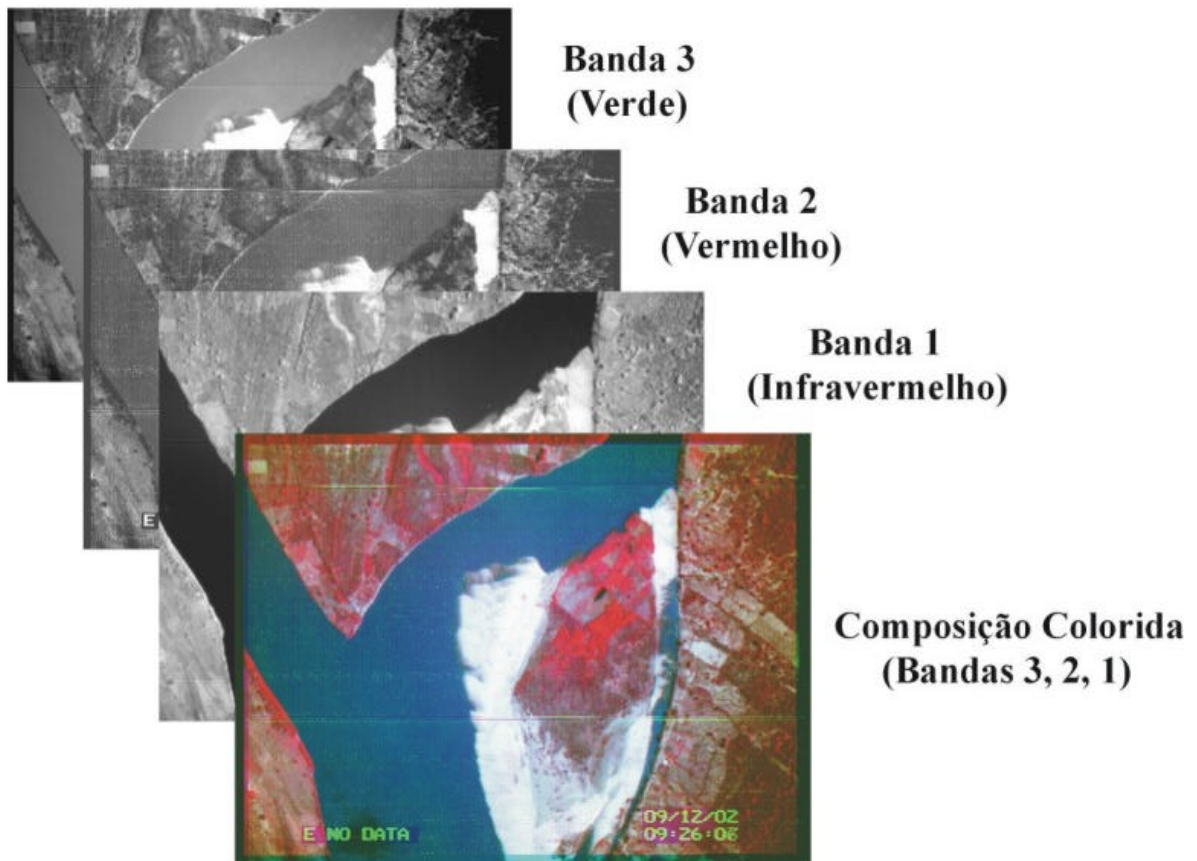 Banda 3
(Verde)
Banda 2
(Vermelho)
Banda 1
(Infravermelho)
E
Composição Colorida
(Bandas 3, 2, 1)
E NO DATA
09/12/02
09:26:06